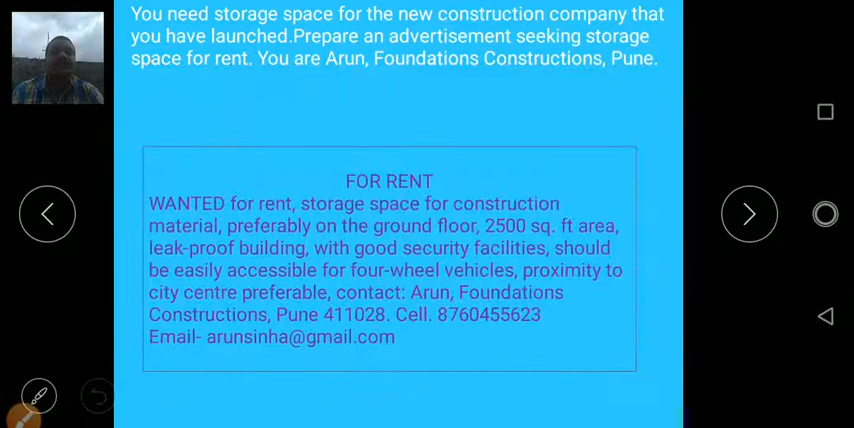 You need storage space for the new construction company that
you have launched.Prepare an advertisement seeking storage
space for rent. You are Arun, Foundations Constructions, Pune.
FOR RENT
WANTED for rent, storage space for construction
material, preferably on the ground floor, 2500 sq. ft area,
leak-proof building, with good security facilities, should
be easily accessible for four-wheel vehicles, proximity to
city centre preferable, contact: Arun, Foundations
Constructions, Pune 411028. Cell. 8760455623
Email- arunsinha@gmail.com